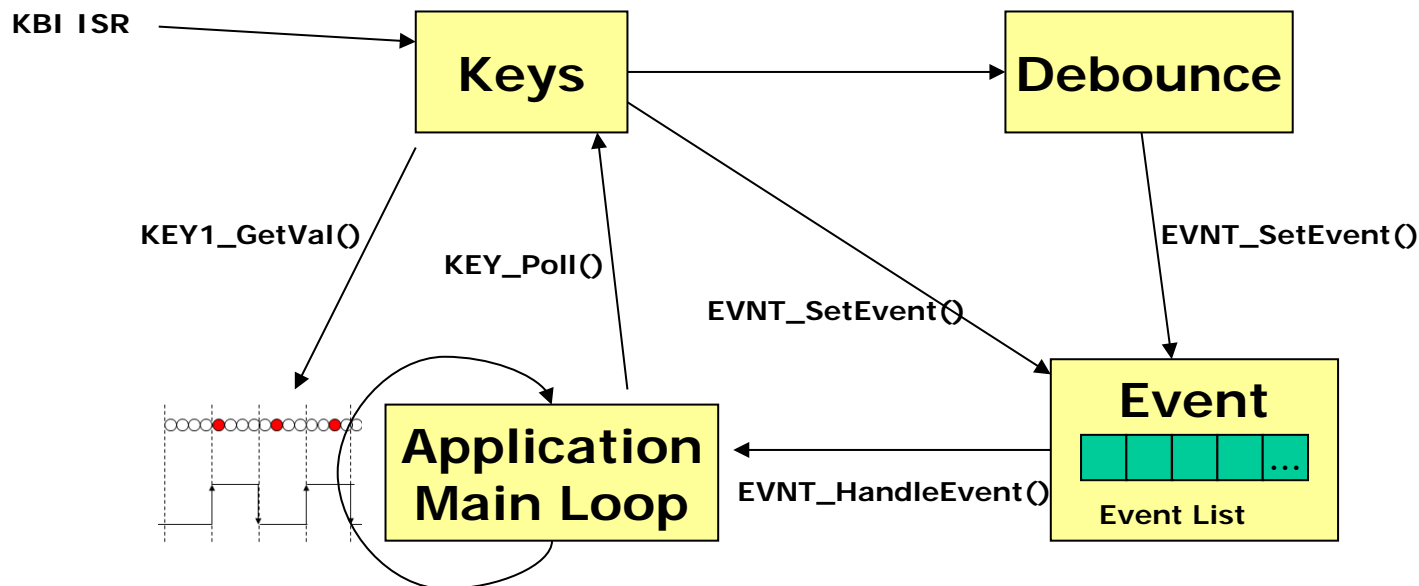 KBI ISR
Keys
Debounce
KEY1_GetVal()
KEY_Poll()
EVNT_SetEvent()
EVNT_SetEvent()
Application
Main Loop
EVNT_HandleEvent()
Event
...
Event List